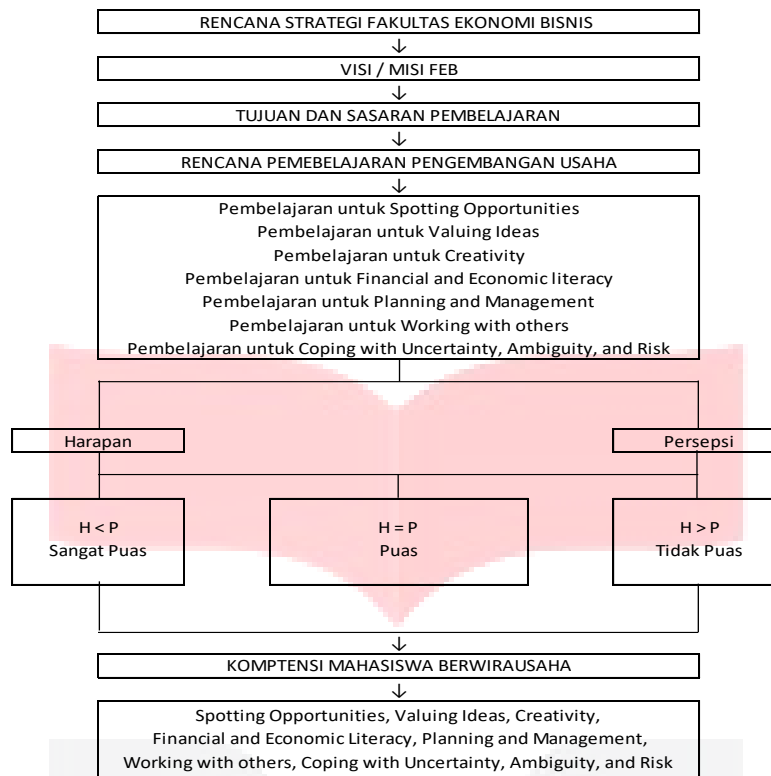 RENCANA STRATEGI FAKULTAS EKONOMI BISNIS
VISI / MISI FEB
TUJUAN DAN SASARAN PEMBELAJARAN
RENCANA PEMEBELAJARAN PENGEMBANGAN USAHA
Pembelajaran untuk Spotting Opportunities
Pembelajaran untuk Valuing Ideas
Pembelajaran untuk Creativity
Pembelajaran untuk Financial and Economic literacy
Pembelajaran untuk Planning and Management
Pembelajaran untuk Working with others
Pembelajaran untuk Coping with Uncertainty, Ambiguity, and Risk
Harapan
Persepsi
H < P
Sangat Puas
H = P
Puas
H > P
Tidak Puas
KOMPTENSI MAHASISWA BERWIRAUSAHA
Spotting Opportunities, Valuing Ideas, Creativity,
Financial and Economic Literacy, Planning and Management,
Working with others, Coping with Uncertainty, Ambiguity, and Risk